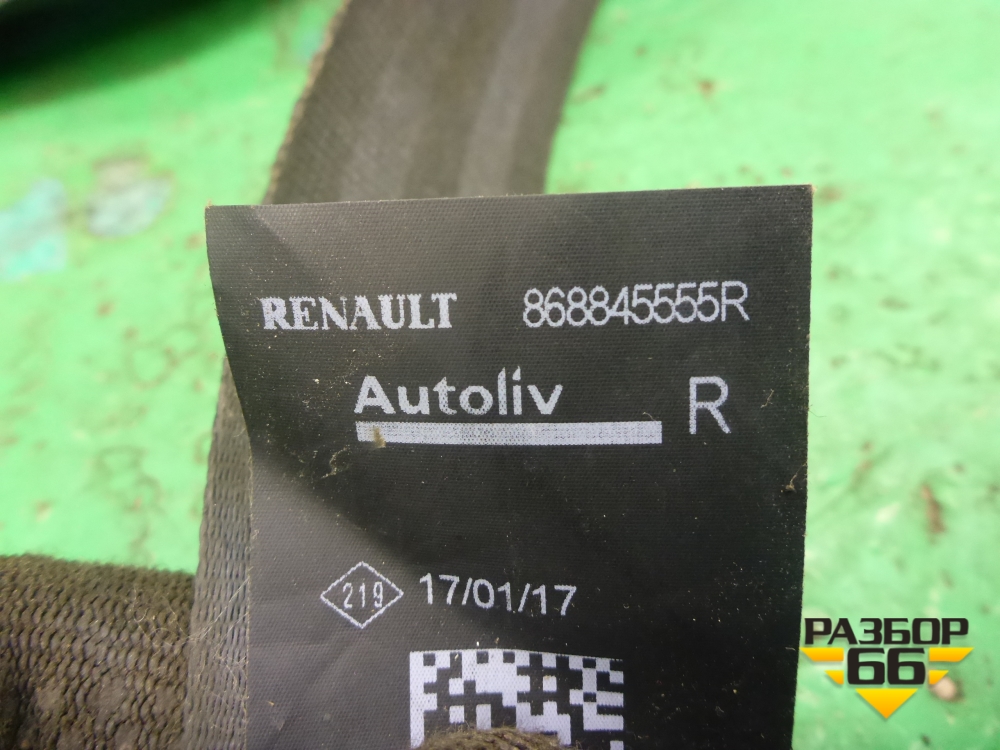 RENAULT 868845555R
Autoliv R
219 17/01/17
РАЗБОР
66